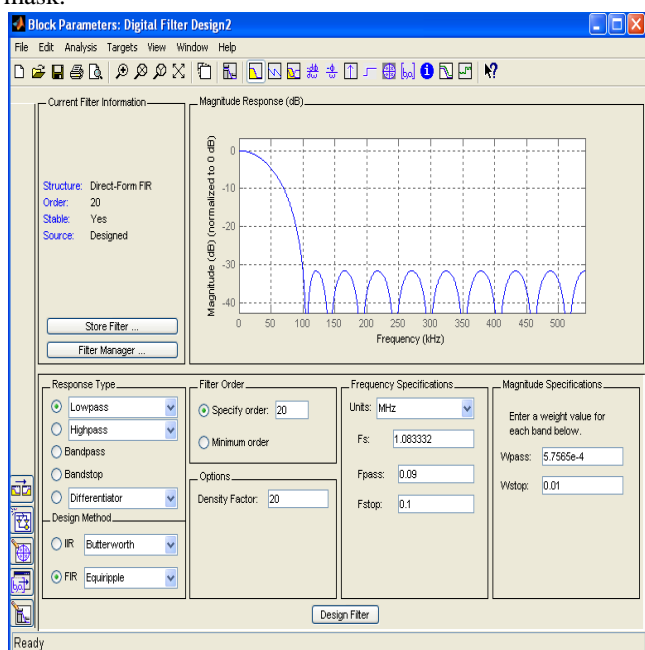 mask.
Block Parameters: Digital Filter Design2
File Edit Analysis Targets View Window Help
Current Filter Information
Structure: Direct-Form FIR
Order: 20
Stable: Yes
Source: Designed
Store Filter ...
Filter Manager ...
Magnitude Response (dB)
Magnitude (dB) (normalized to 0 dB)
0
-10
-20
-30
-40
0 50 100 150 200 250 300 350 400 450 500
Frequency (kHz)
Response Type
Lowpass
Highpass
Bandpass
Bandstop
Differentiator
Design Method
IIR Butterworth
FIR Equiripple
Filter Order
Specify order: 20
Minimum order
Options
Density Factor: 20
Frequency Specifications
Units: MHz
Fs: 1.083332
Fpass: 0.09
Fstop: 0.1
Magnitude Specifications
Enter a weight value for
each band below.
Wpass: 5.7565e-4
Wstop: 0.01
Design Filter
Ready